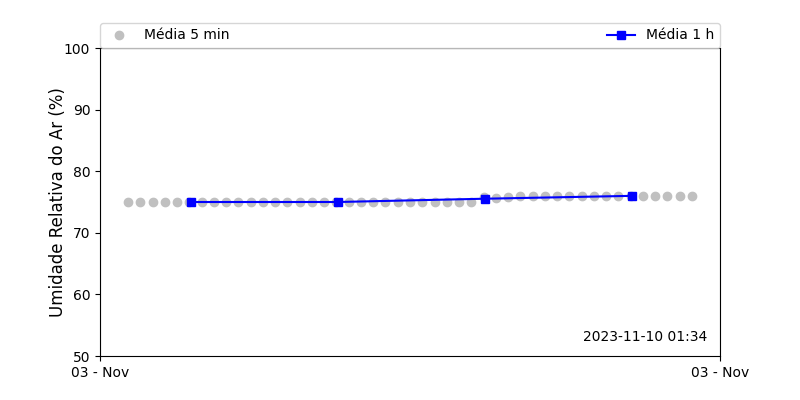 Média 5 min
Média 1 h
Umidade Relativa do Ar (%)
100
90
80
70
60
50
2023-11-10 01:34
03 - Nov
03 - Nov